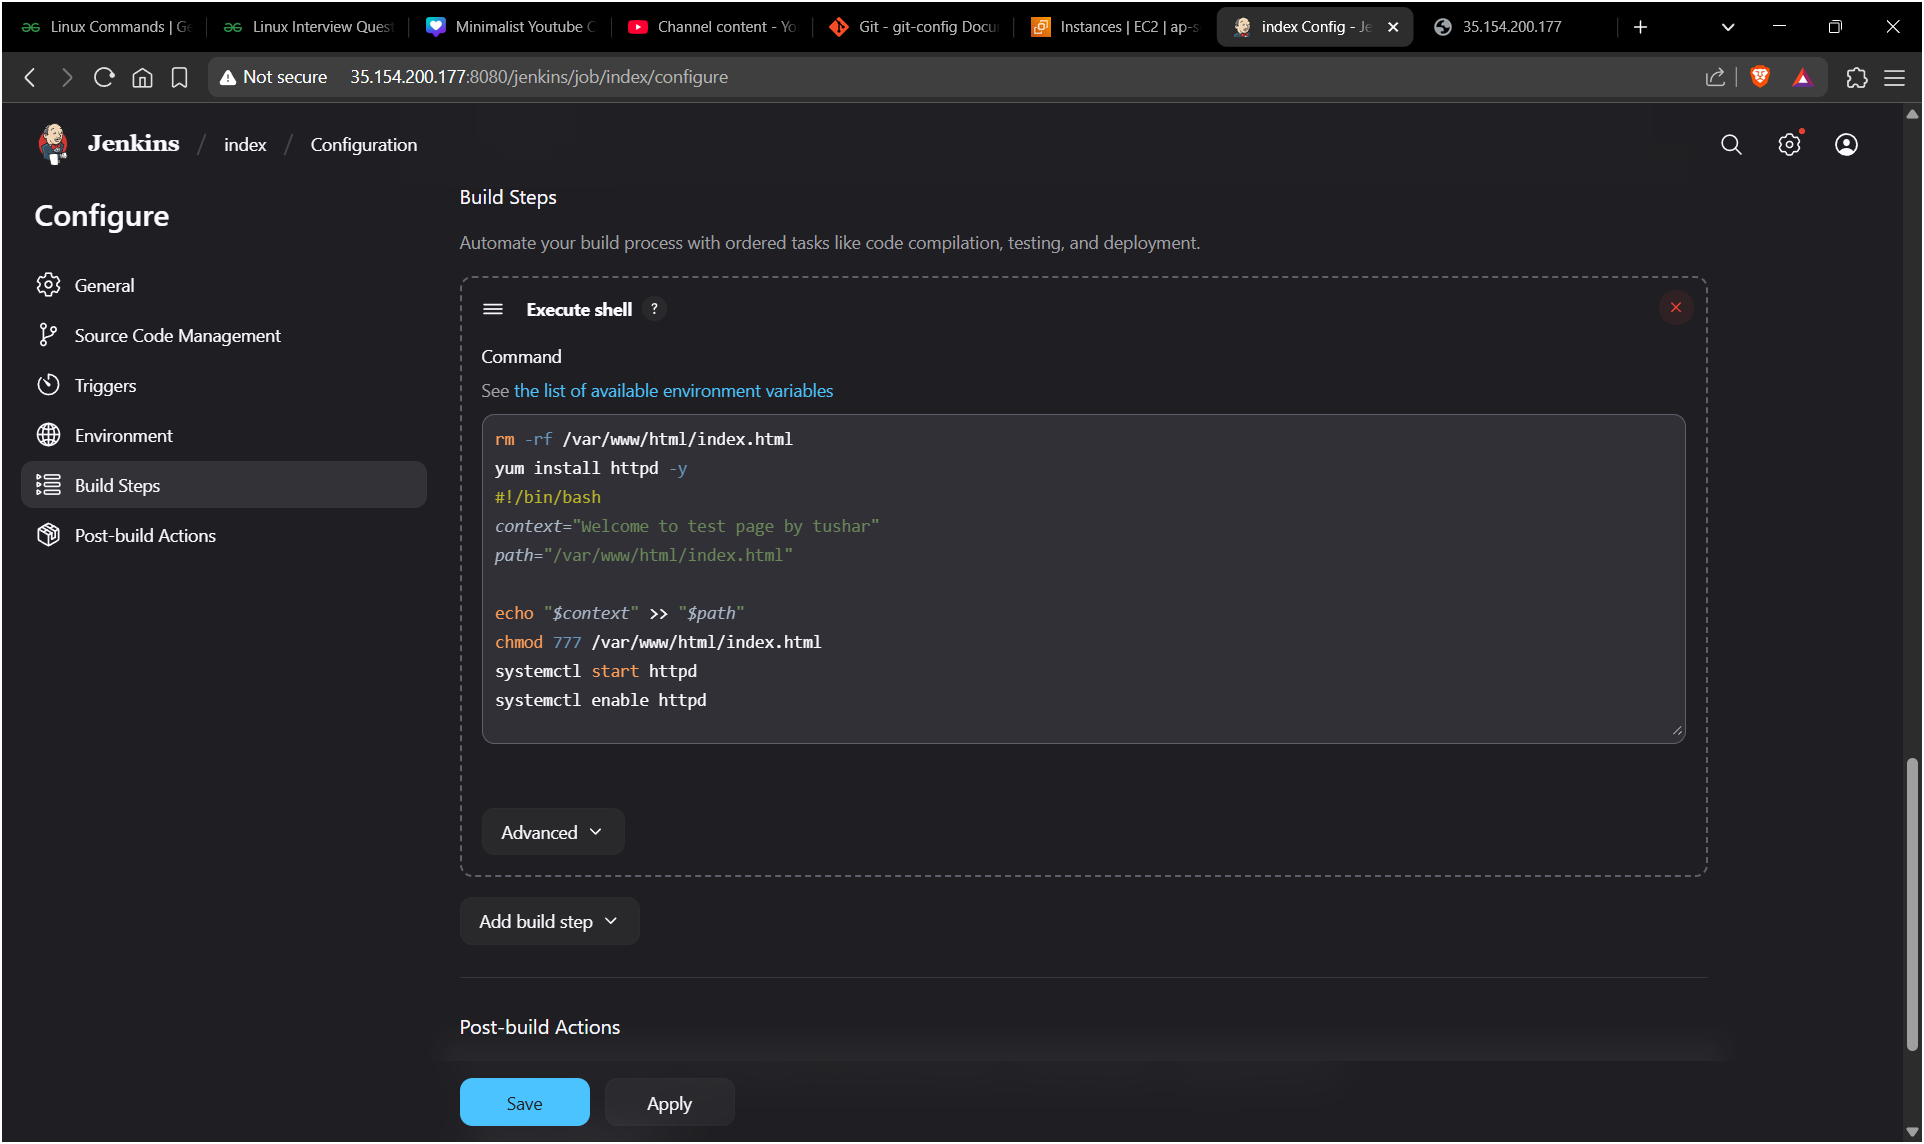 Linux Commands | Ge
Linux Interview Quest
Minimalist Youtube C
Channel content - Yo
Git - git-config Docu
Instances | EC2 | ap-s
index Config - Je
35.154.200.177
Not secure
35.154.200.177:8080/jenkins/job/index/configure
Jenkins / index / Configuration
Configure
General
Source Code Management
Triggers
Environment
Build Steps
Post-build Actions
Build Steps
Automate your build process with ordered tasks like code compilation, testing, and deployment.
Execute shell ?
Command
See the list of available environment variables
rm -rf /var/www/html/index.html
yum install httpd -y
#!/bin/bash
context="Welcome to test page by tushar"
path="/var/www/html/index.html"
echo "$context" >> "$path"
chmod 777 /var/www/html/index.html
systemctl start httpd
systemctl enable httpd
Advanced
Add build step
Post-build Actions
Save
Apply